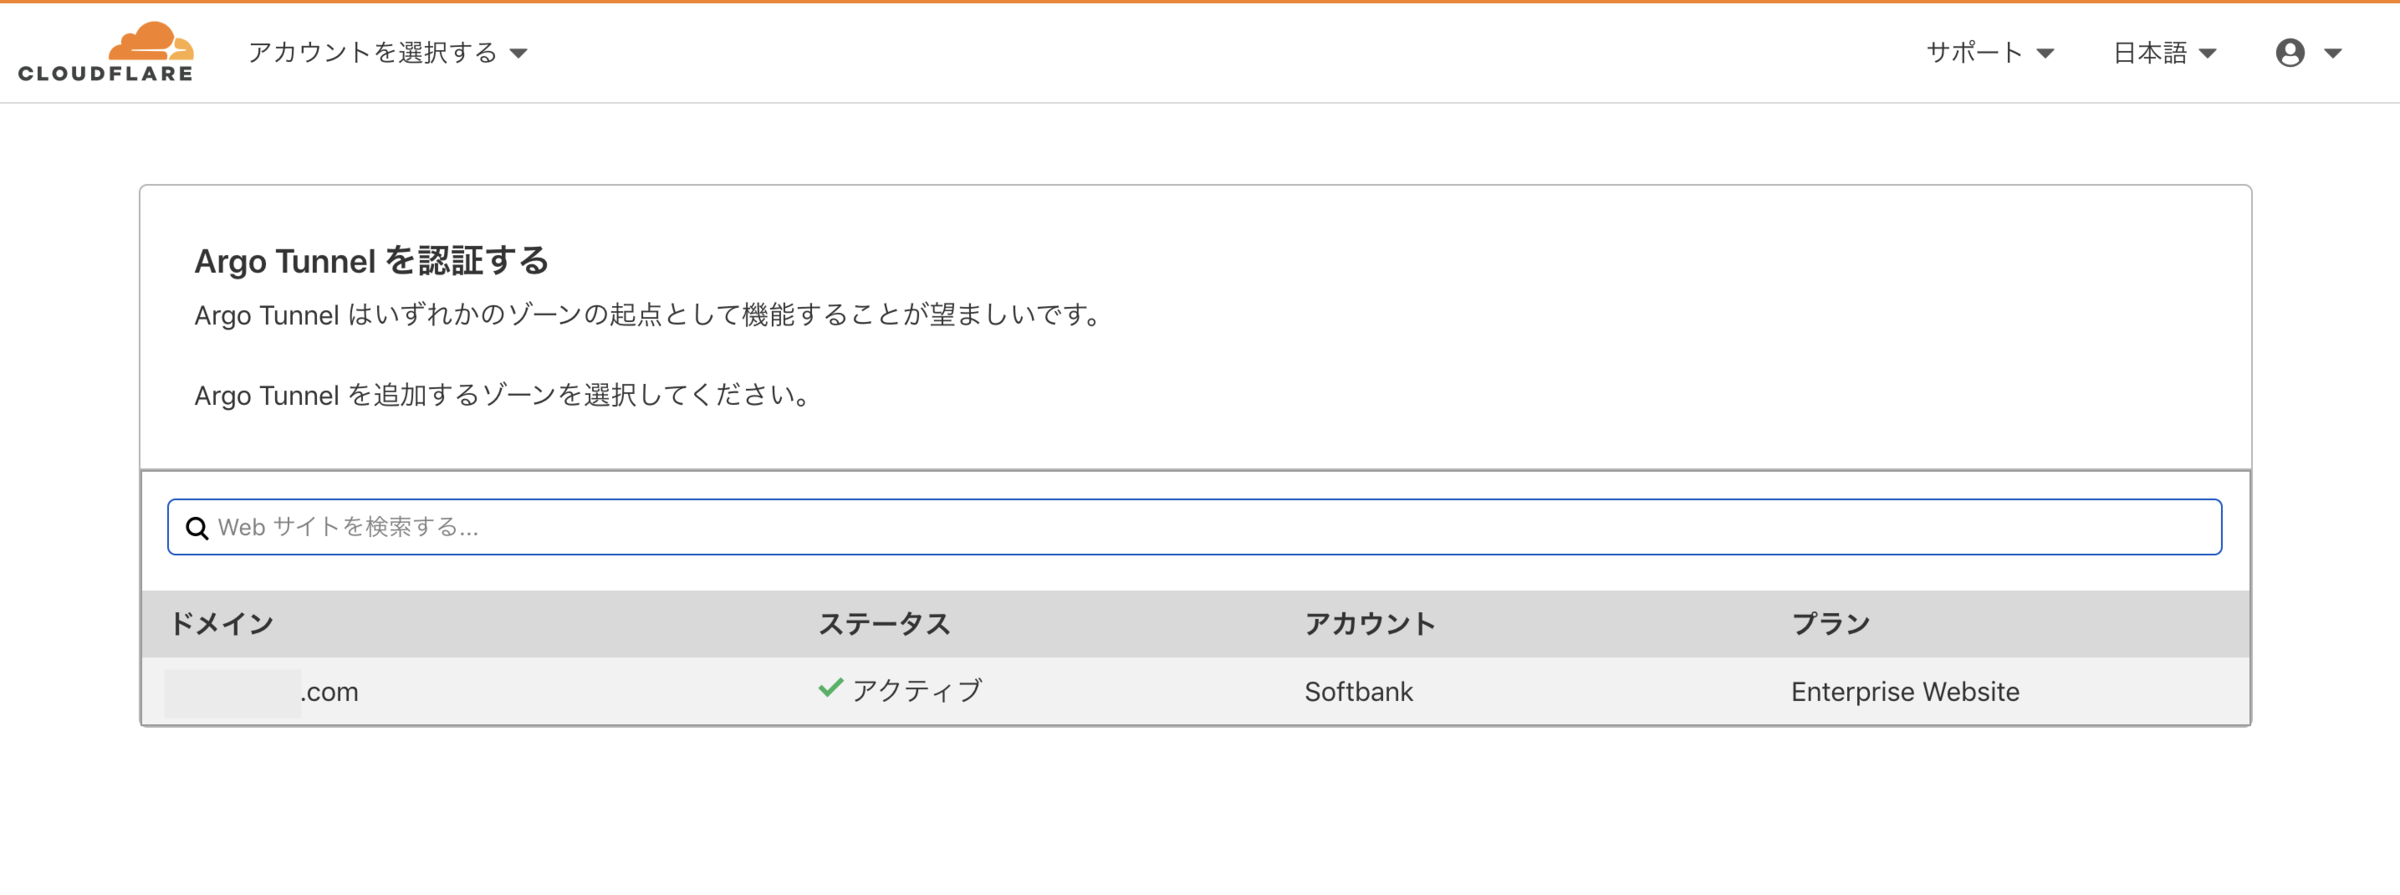 CLOUDFLARE
アカウントを選択する
サポート
日本語
Argo Tunnel を認証する
Argo Tunnel はいずれかのゾーンの起点として機能することが望ましいです。
Argo Tunnel を追加するゾーンを選択してください。
Web サイトを検索する...
ドメイン ステータス アカウント プラン
.com アクティブ Softbank Enterprise Website